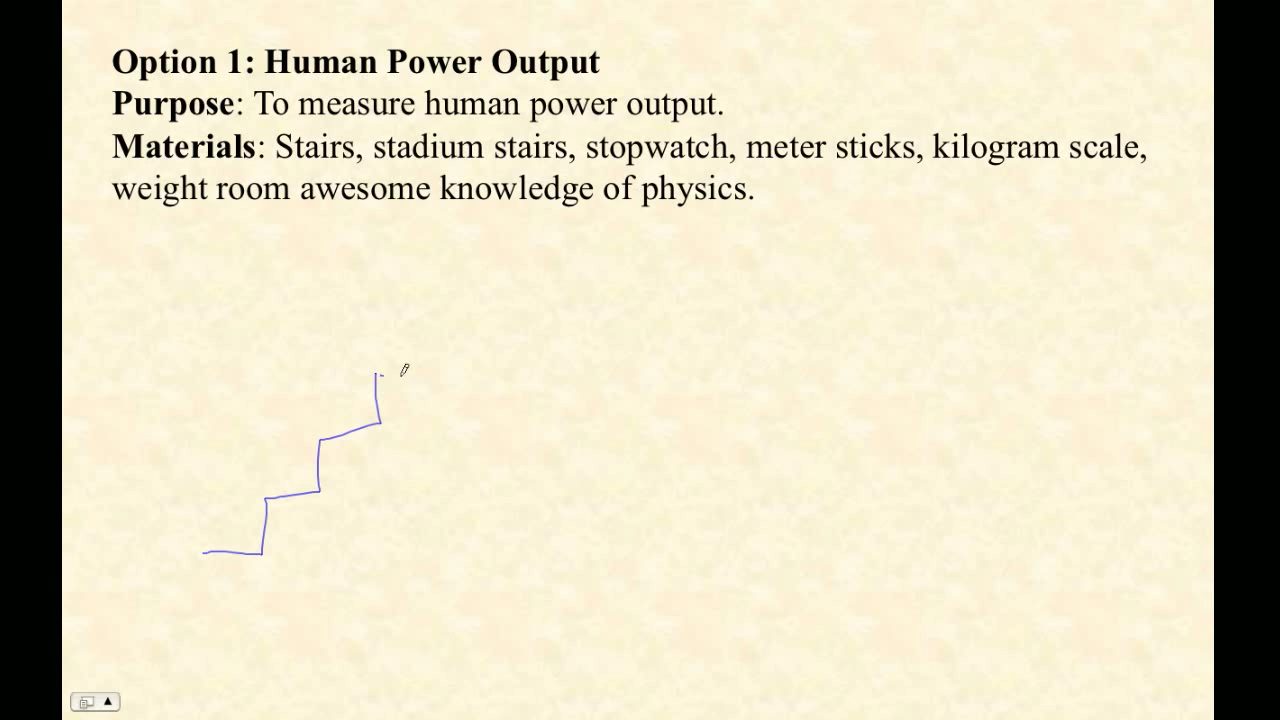 Option 1: Human Power Output
Purpose: To measure human power output.
Materials: Stairs, stadium stairs, stopwatch, meter sticks, kilogram scale,
weight room awesome knowledge of physics.